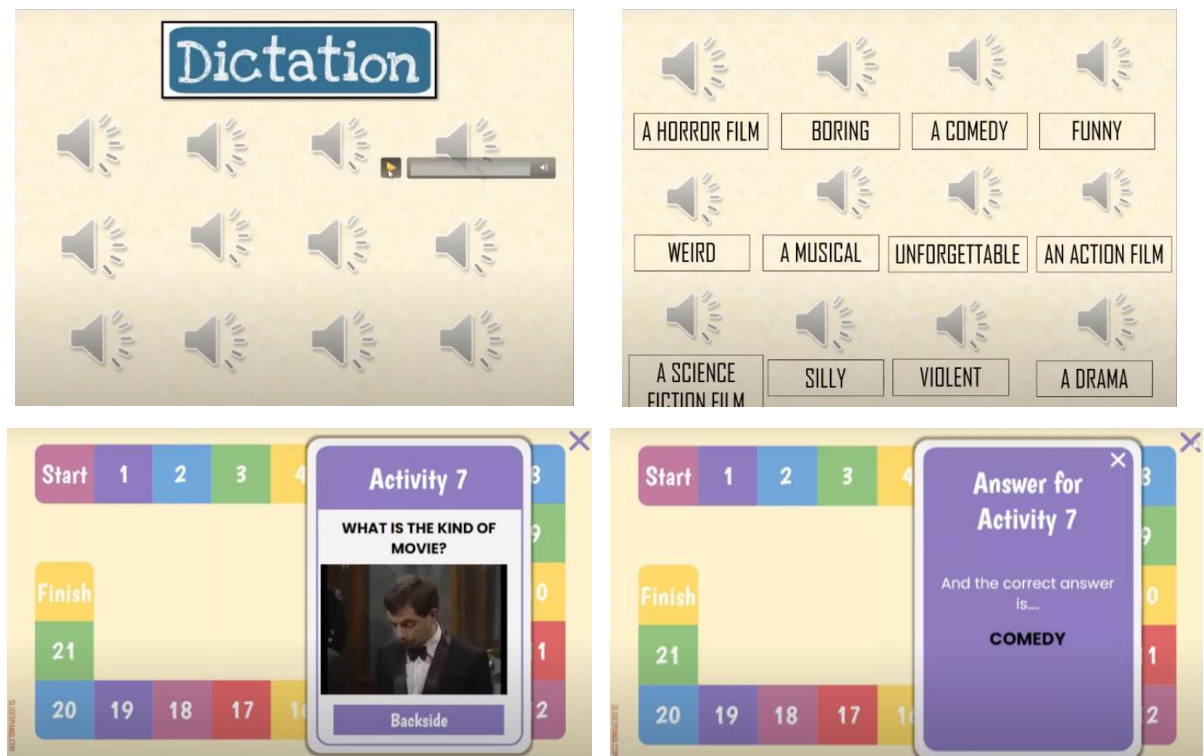 Dictation
A HORROR FILM BORING A COMEDY FUNNY
WEIRD A MUSICAL UNFORGETTABLE AN ACTION FILM
A SCIENCE
FICTION FILM
SILLY VIOLENT A DRAMA
Start 1 2 3 4
Activity 7
WHAT IS THE KIND OF
MOVIE?
Backside
Finish
21
20 19 18 17
Start 1 2 3 4
Answer for
Activity 7
And the correct answer
is....
COMEDY
Finish
21
20 19 18 17